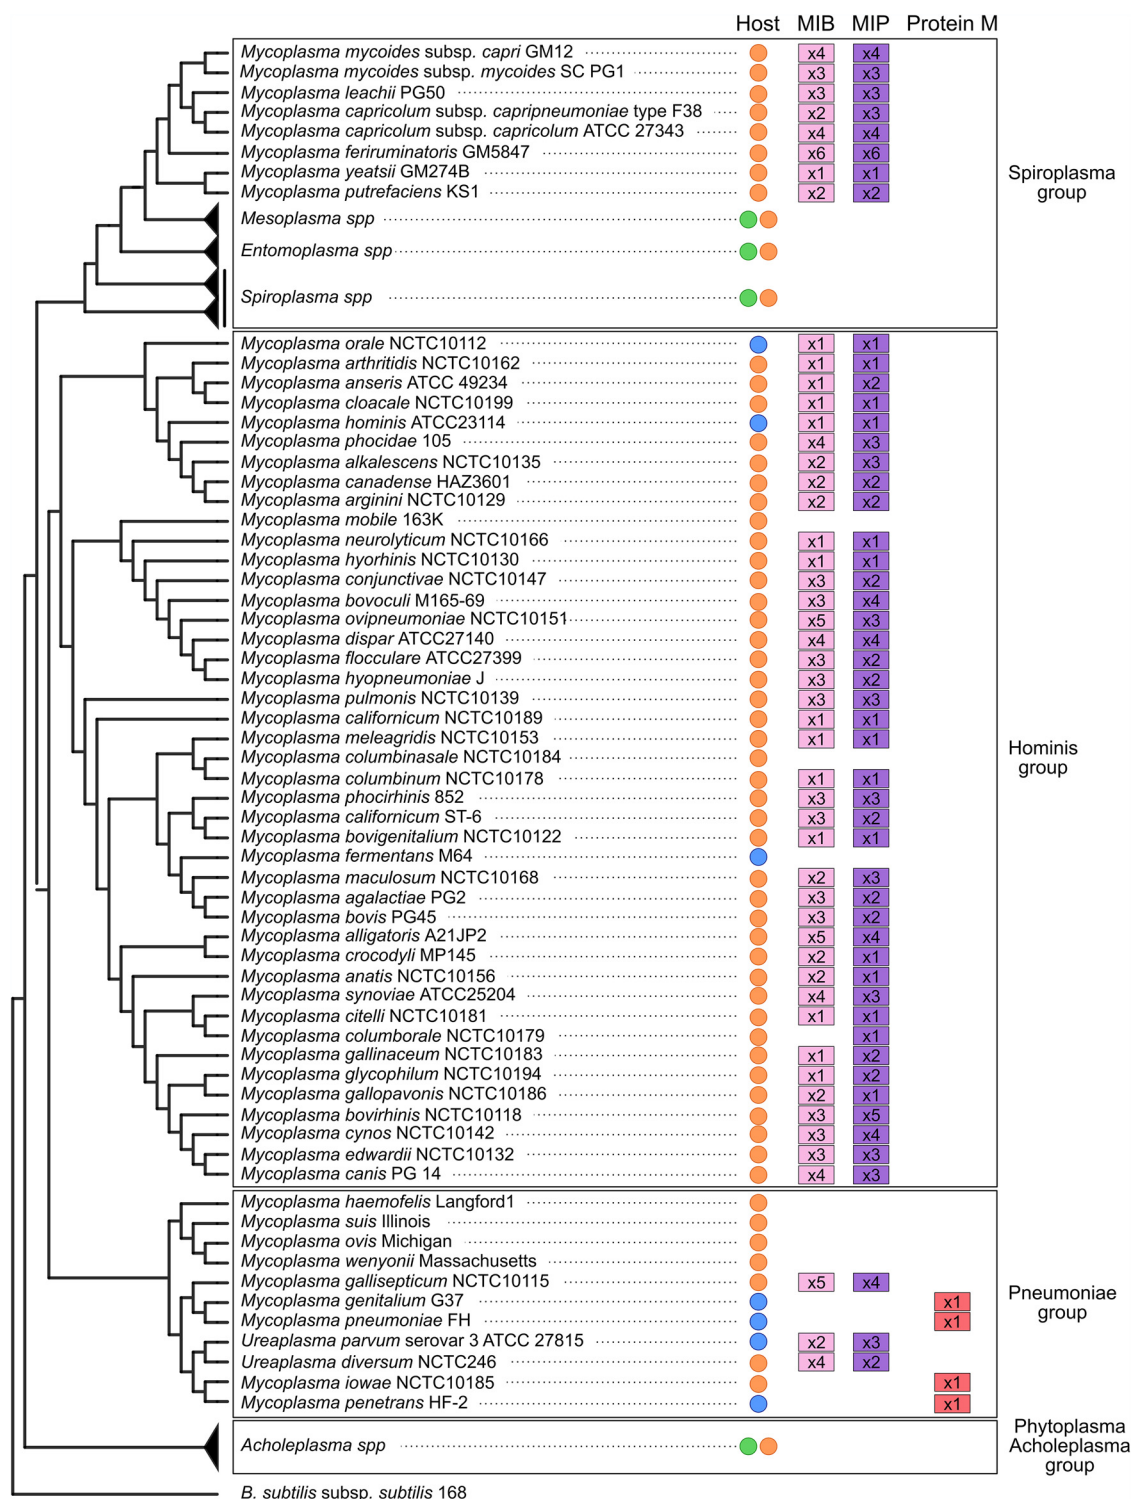 Host MIB MIP Protein M
Mycoplasma mycoides subsp. capri GM12 x4 x4
Mycoplasma mycoides subsp. mycoides SC PG1 x3 x3
Mycoplasma leachii PG50 x3 x3
Mycoplasma capricolum subsp. capripneumoniae type F38 x2 x3
Mycoplasma capricolum subsp. capricolum ATCC 27343 x4 x4
Mycoplasma feriruminatoris GM5847 x6 x6
Mycoplasma yeatsii GM274B x1 x1
Mycoplasma putrefaciens KS1 x2 x2
Spiroplasma
group
Mesoplasma spp
Entomoplasma spp
Spiroplasma spp
Mycoplasma orale NCTC10112 x1 x1
Mycoplasma arthritidis NCTC10162 x1 x1
Mycoplasma anseris ATCC 49234 x1 x2
Mycoplasma cloacale NCTC10199 x1 x1
Mycoplasma hominis ATCC23114 x1 x1
Mycoplasma phocidae 105 x4 x3
Mycoplasma alkalescens NCTC10135 x2 x3
Mycoplasma canadense HAZ3601 x2 x2
Mycoplasma arginini NCTC10129 x2 x2
Mycoplasma mobile 163K
Mycoplasma neurolyticum NCTC10166 x1 x1
Mycoplasma hyorhinis NCTC10130 x1 x1
Mycoplasma conjunctivae NCTC10147 x3 x2
Mycoplasma bovoculi M165-69 x3 x4
Mycoplasma ovipneumoniae NCTC10151 x5 x3
Mycoplasma dispar ATCC27140 x4 x4
Mycoplasma flocculare ATCC27399 x3 x2
Mycoplasma hyopneumoniae J x3 x2
Mycoplasma pulmonis NCTC10139 x3 x3
Mycoplasma californicum NCTC10189 x1 x1
Mycoplasma meleagridis NCTC10153 x1 x1
Hominis
group
Mycoplasma columbinasale NCTC10184
Mycoplasma columbinum NCTC10178 x1 x1
Mycoplasma phocirhinis 852 x3 x3
Mycoplasma californicum ST-6 x3 x2
Mycoplasma bovigenitalium NCTC10122 x1 x1
Mycoplasma fermentans M64
Mycoplasma maculosum NCTC10168 x2 x3
Mycoplasma agalactiae PG2 x3 x2
Mycoplasma bovis PG45 x3 x2
Mycoplasma alligatoris A21JP2 x5 x4
Mycoplasma crocodyli MP145 x2 x1
Mycoplasma anatis NCTC10156 x2 x1
Mycoplasma synoviae ATCC25204 x4 x3
Mycoplasma citelli NCTC10181 x1 x1
Mycoplasma columborale NCTC10179 x1
Mycoplasma gallinaceum NCTC10183 x1 x2
Mycoplasma glycophilum NCTC10194 x1 x2
Mycoplasma gallopavonis NCTC10186 x2 x1
Mycoplasma bovirhinis NCTC10118 x3 x5
Mycoplasma cynos NCTC10142 x3 x4
Mycoplasma edwardii NCTC10132 x3 x3
Mycoplasma canis PG 14 x4 x3
Mycoplasma haemofelis Langford1
Mycoplasma suis Illinois
Mycoplasma ovis Michigan
Mycoplasma wenyonii Massachusetts
Mycoplasma gallisepticum NCTC10115 x5 x4
Mycoplasma genitalium G37 x1
Mycoplasma pneumoniae FH x1
Pneumoniae
group
Ureaplasma parvum serovar 3 ATCC 27815 x2 x3
Ureaplasma diversum NCTC246 x4 x2
Mycoplasma iowae NCTC10185 x1
Mycoplasma penetrans HF-2 x1
Acholeplasma spp
Phytoplasma
Acholeplasma
group
B. subtilis subsp. subtilis 168